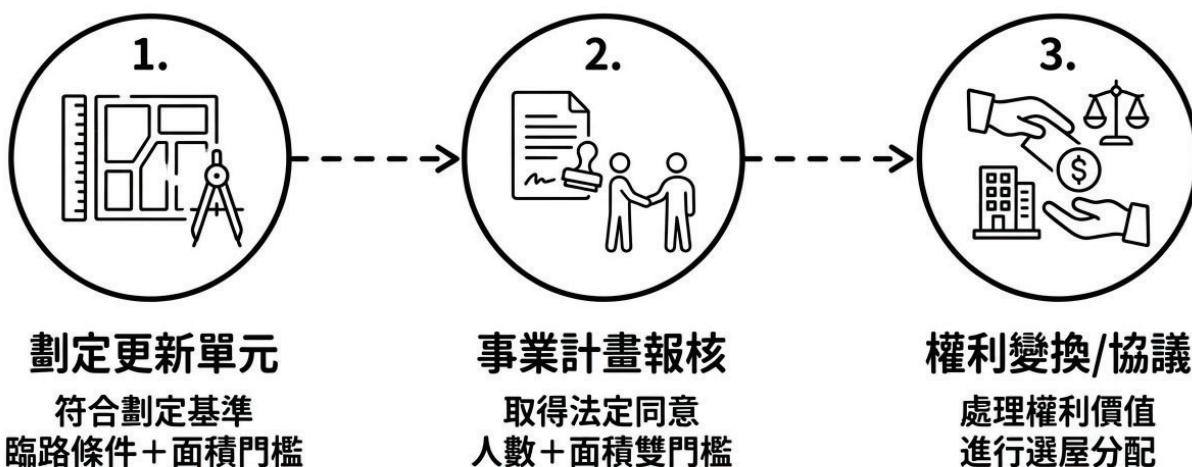 1.
2.
3.
劃定更新單元
符合劃定基準
臨路條件＋面積門檻
事業計畫報核
取得法定同意
人數＋面積雙門檻
權利變換/協議
處理權利價值
進行選屋分配
$